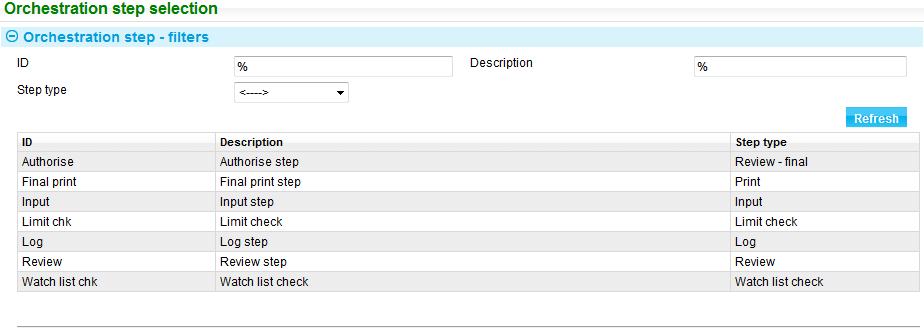 Orchestration step selection
Orchestration step - filters
ID % Description %
Step type <---->
Refresh
ID Description Step type
Authorise Authorise step Review - final
Final print Final print step Print
Input Input step Input
Limit chk Limit check Limit check
Log Log step Log
Review Review step Review
Watch list chk Watch list check Watch list check